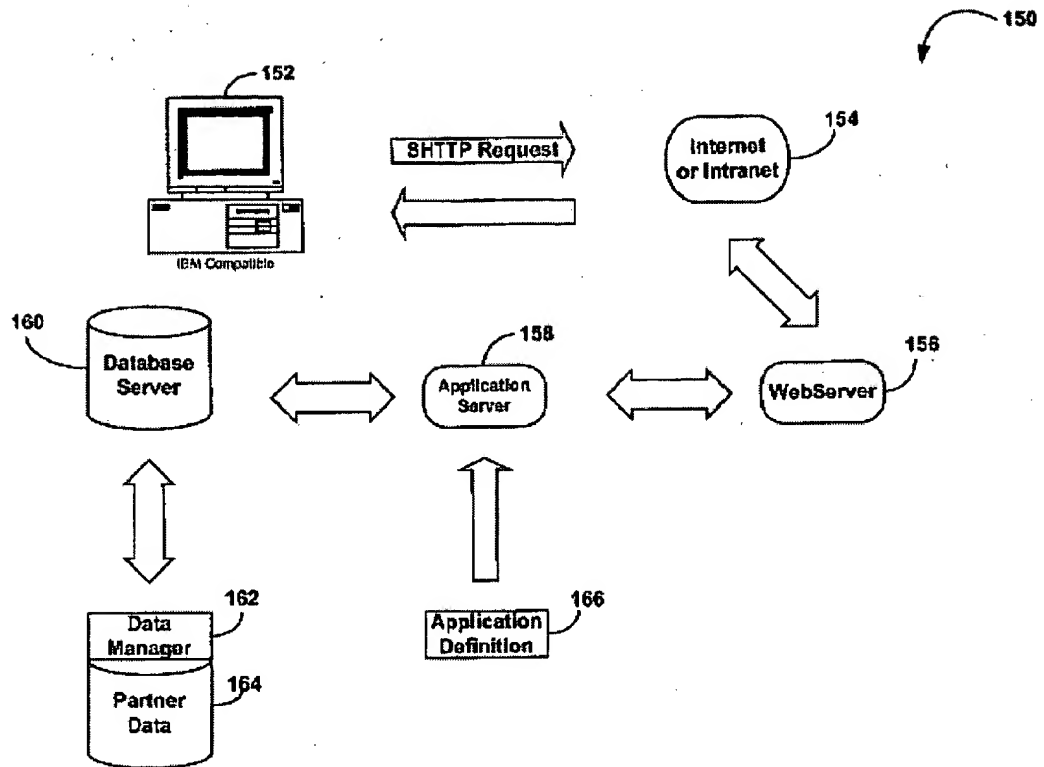 150
152
SHTTP Request
Internet
or Intranet
154
IBM Compatible
160
Database
Server
158
Application
Server
156
WebServer
Data
Manager
162
Partner
Data
164
Application
Definition
166